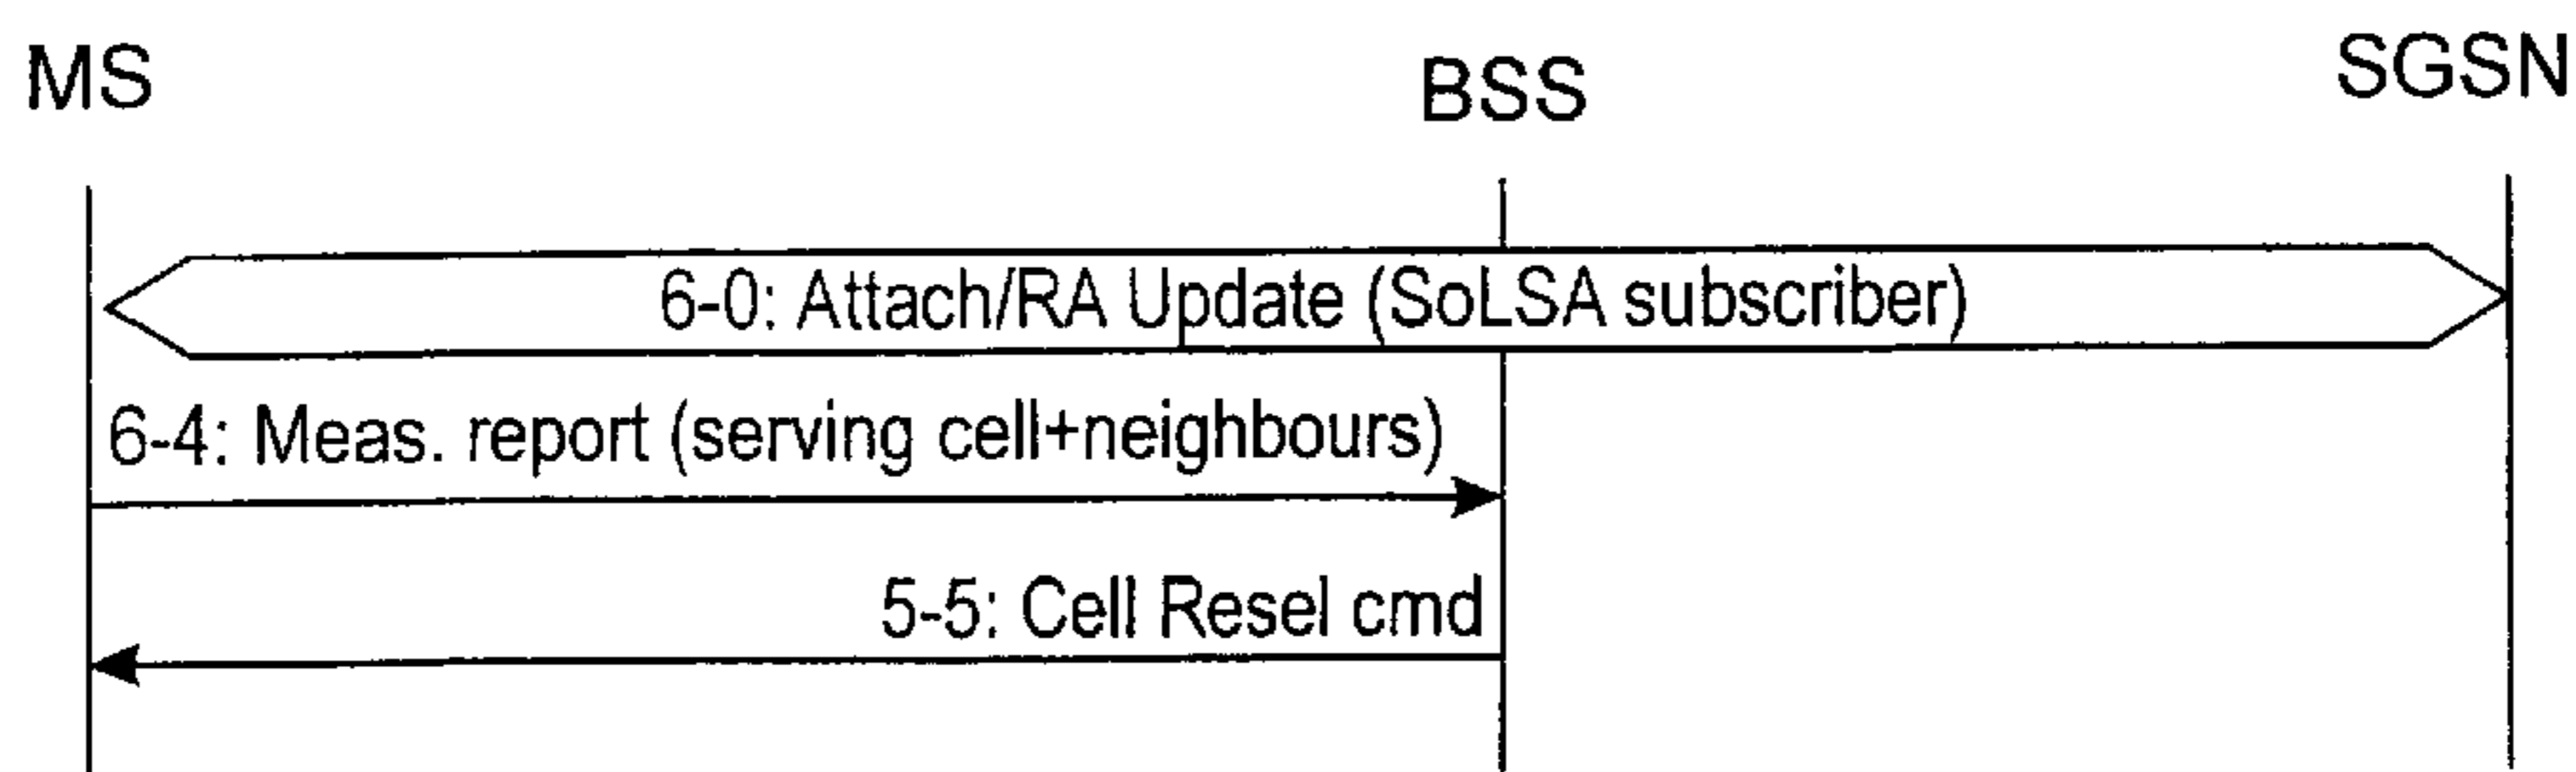 MS BSS SGSN
6-0: Attach/RA Update (SoLSA subscriber)
6-4: Meas. report (serving cell+neighbours)
5-5: Cell Resel cmd